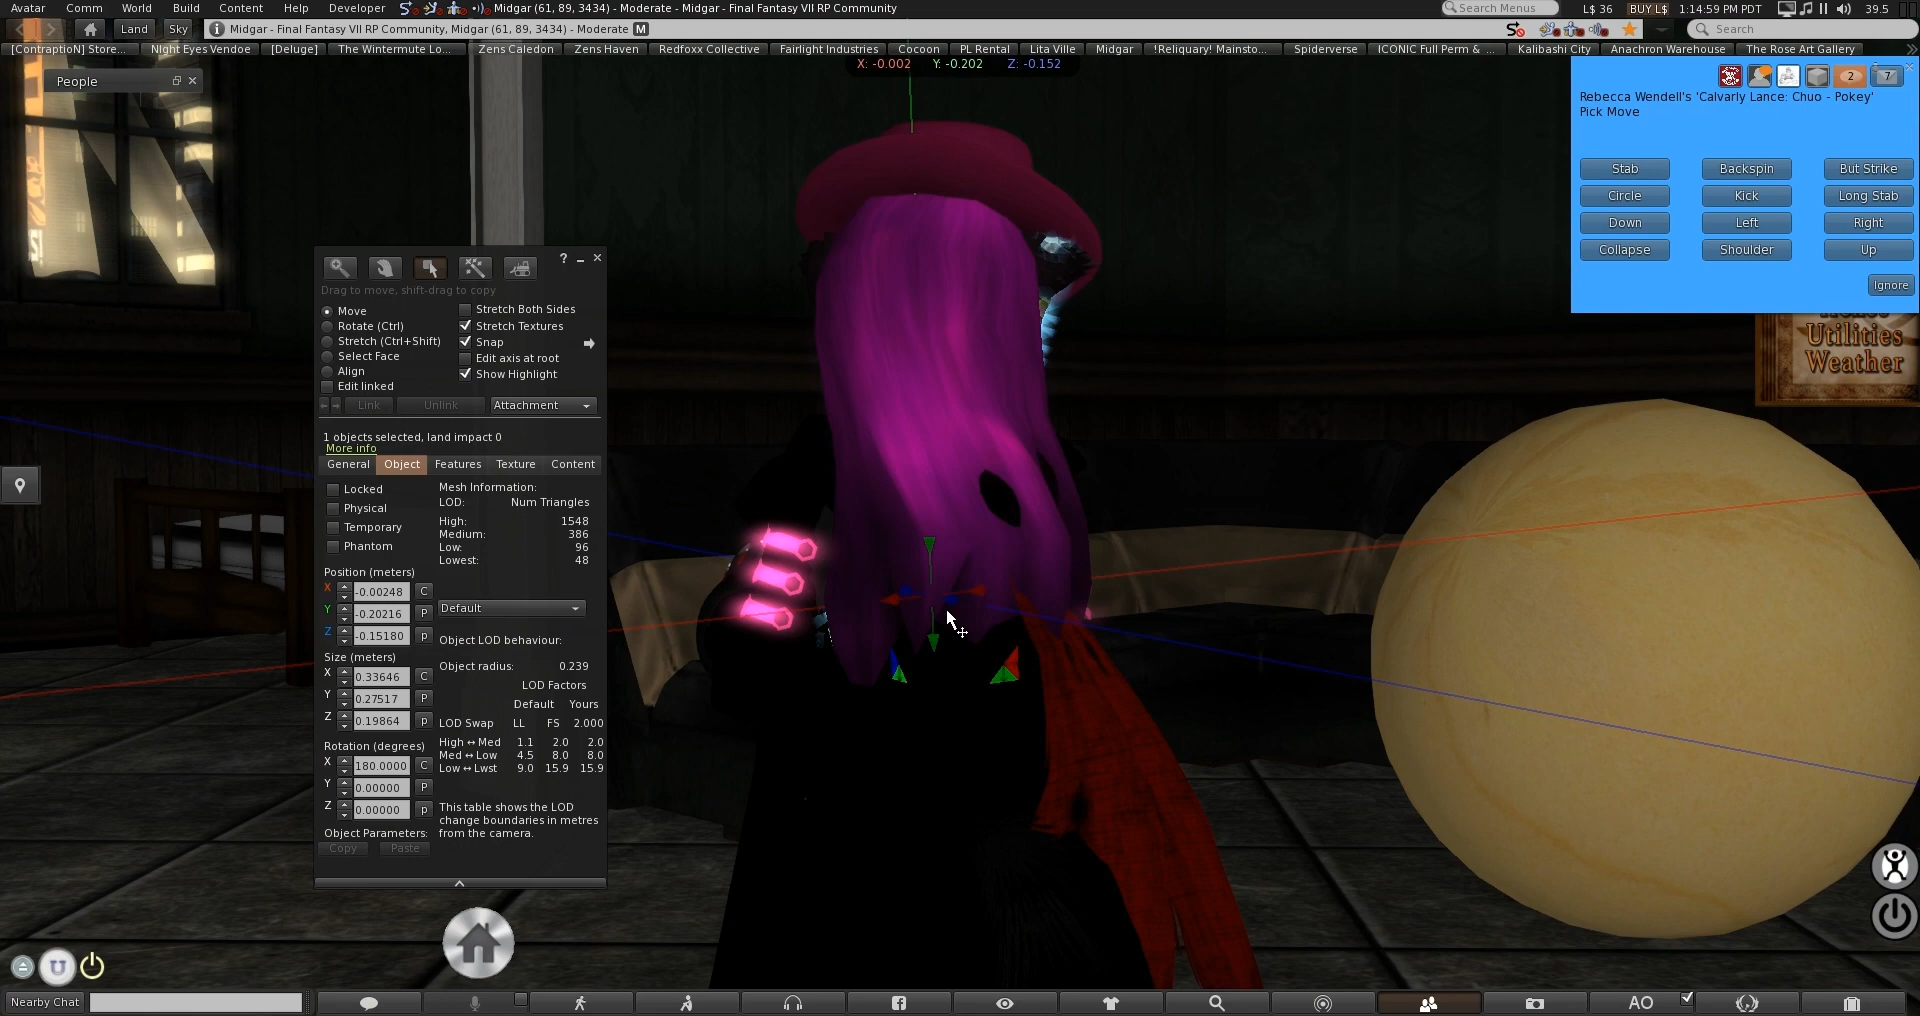 Avatar Comm World Build Content Help Developer Midgar (61, 89, 3434) - Moderate - Midgar - Final Fantasy VII RP Community Search Menus L$ 36 BUY L$ 1:14:59 PM PDT 39.5
Land Sky Midgar - Final Fantasy VII RP Community, Midgar (61, 89, 3434) - Moderate M Search
[ContraptioN] Store... NIght Eyes Vendoe [Deluge] The Wintermute Lo... Zens Caledon Zens Haven Redfoxx Collective Fairlight Industries Cocoon PL Rental Lita Ville Midgar !Reliquary! Mainsto... Spiderverse ICONIC Full Perm & ... Kalibashi City Anachron Warehouse The Rose Art Gallery
X: -0.002 Y: -0.202 Z: -0.152
People
2 7
Rebecca Wendell's 'Calvarly Lance: Chuo - Pokey'
Pick Move
Stab Backspin But Strike
Circle Kick Long Stab
Down Left Right
Collapse Shoulder Up
Ignore
Utilities
Weather
?
Drag to move, shift-drag to copy
Move
Rotate (Ctrl)
Stretch (Ctrl+Shift)
Select Face
Align
Edit linked
Stretch Both Sides
Stretch Textures
Snap
Edit axis at root
Show Highlight
Link Unlink Attachment
1 objects selected, land impact 0
More info
General Object Features Texture Content
Locked
Physical
Temporary
Phantom
Position (meters)
X -0.00248 C
Y -0.20216 P
Z -0.15180 p
Size (meters)
X 0.33646 C
Y 0.27517 P
Z 0.19864 p
Rotation (degrees)
X 180.0000 C
Y 0.00000 P
Z 0.00000 p
Object Parameters:
Copy Paste
Mesh Information:
LOD: Num Triangles
High: 1548
Medium: 386
Low: 96
Lowest: 48
Default
Object LOD behaviour:
Object radius: 0.239
LOD Factors
Default Yours
LOD Swap LL FS 2.000
High ↔ Med 1.1 2.0 2.0
Med ↔ Low 4.5 8.0 8.0
Low ↔ Lwst 9.0 15.9 15.9
This table shows the LOD
change boundaries in metres
from the camera.
Nearby Chat AO